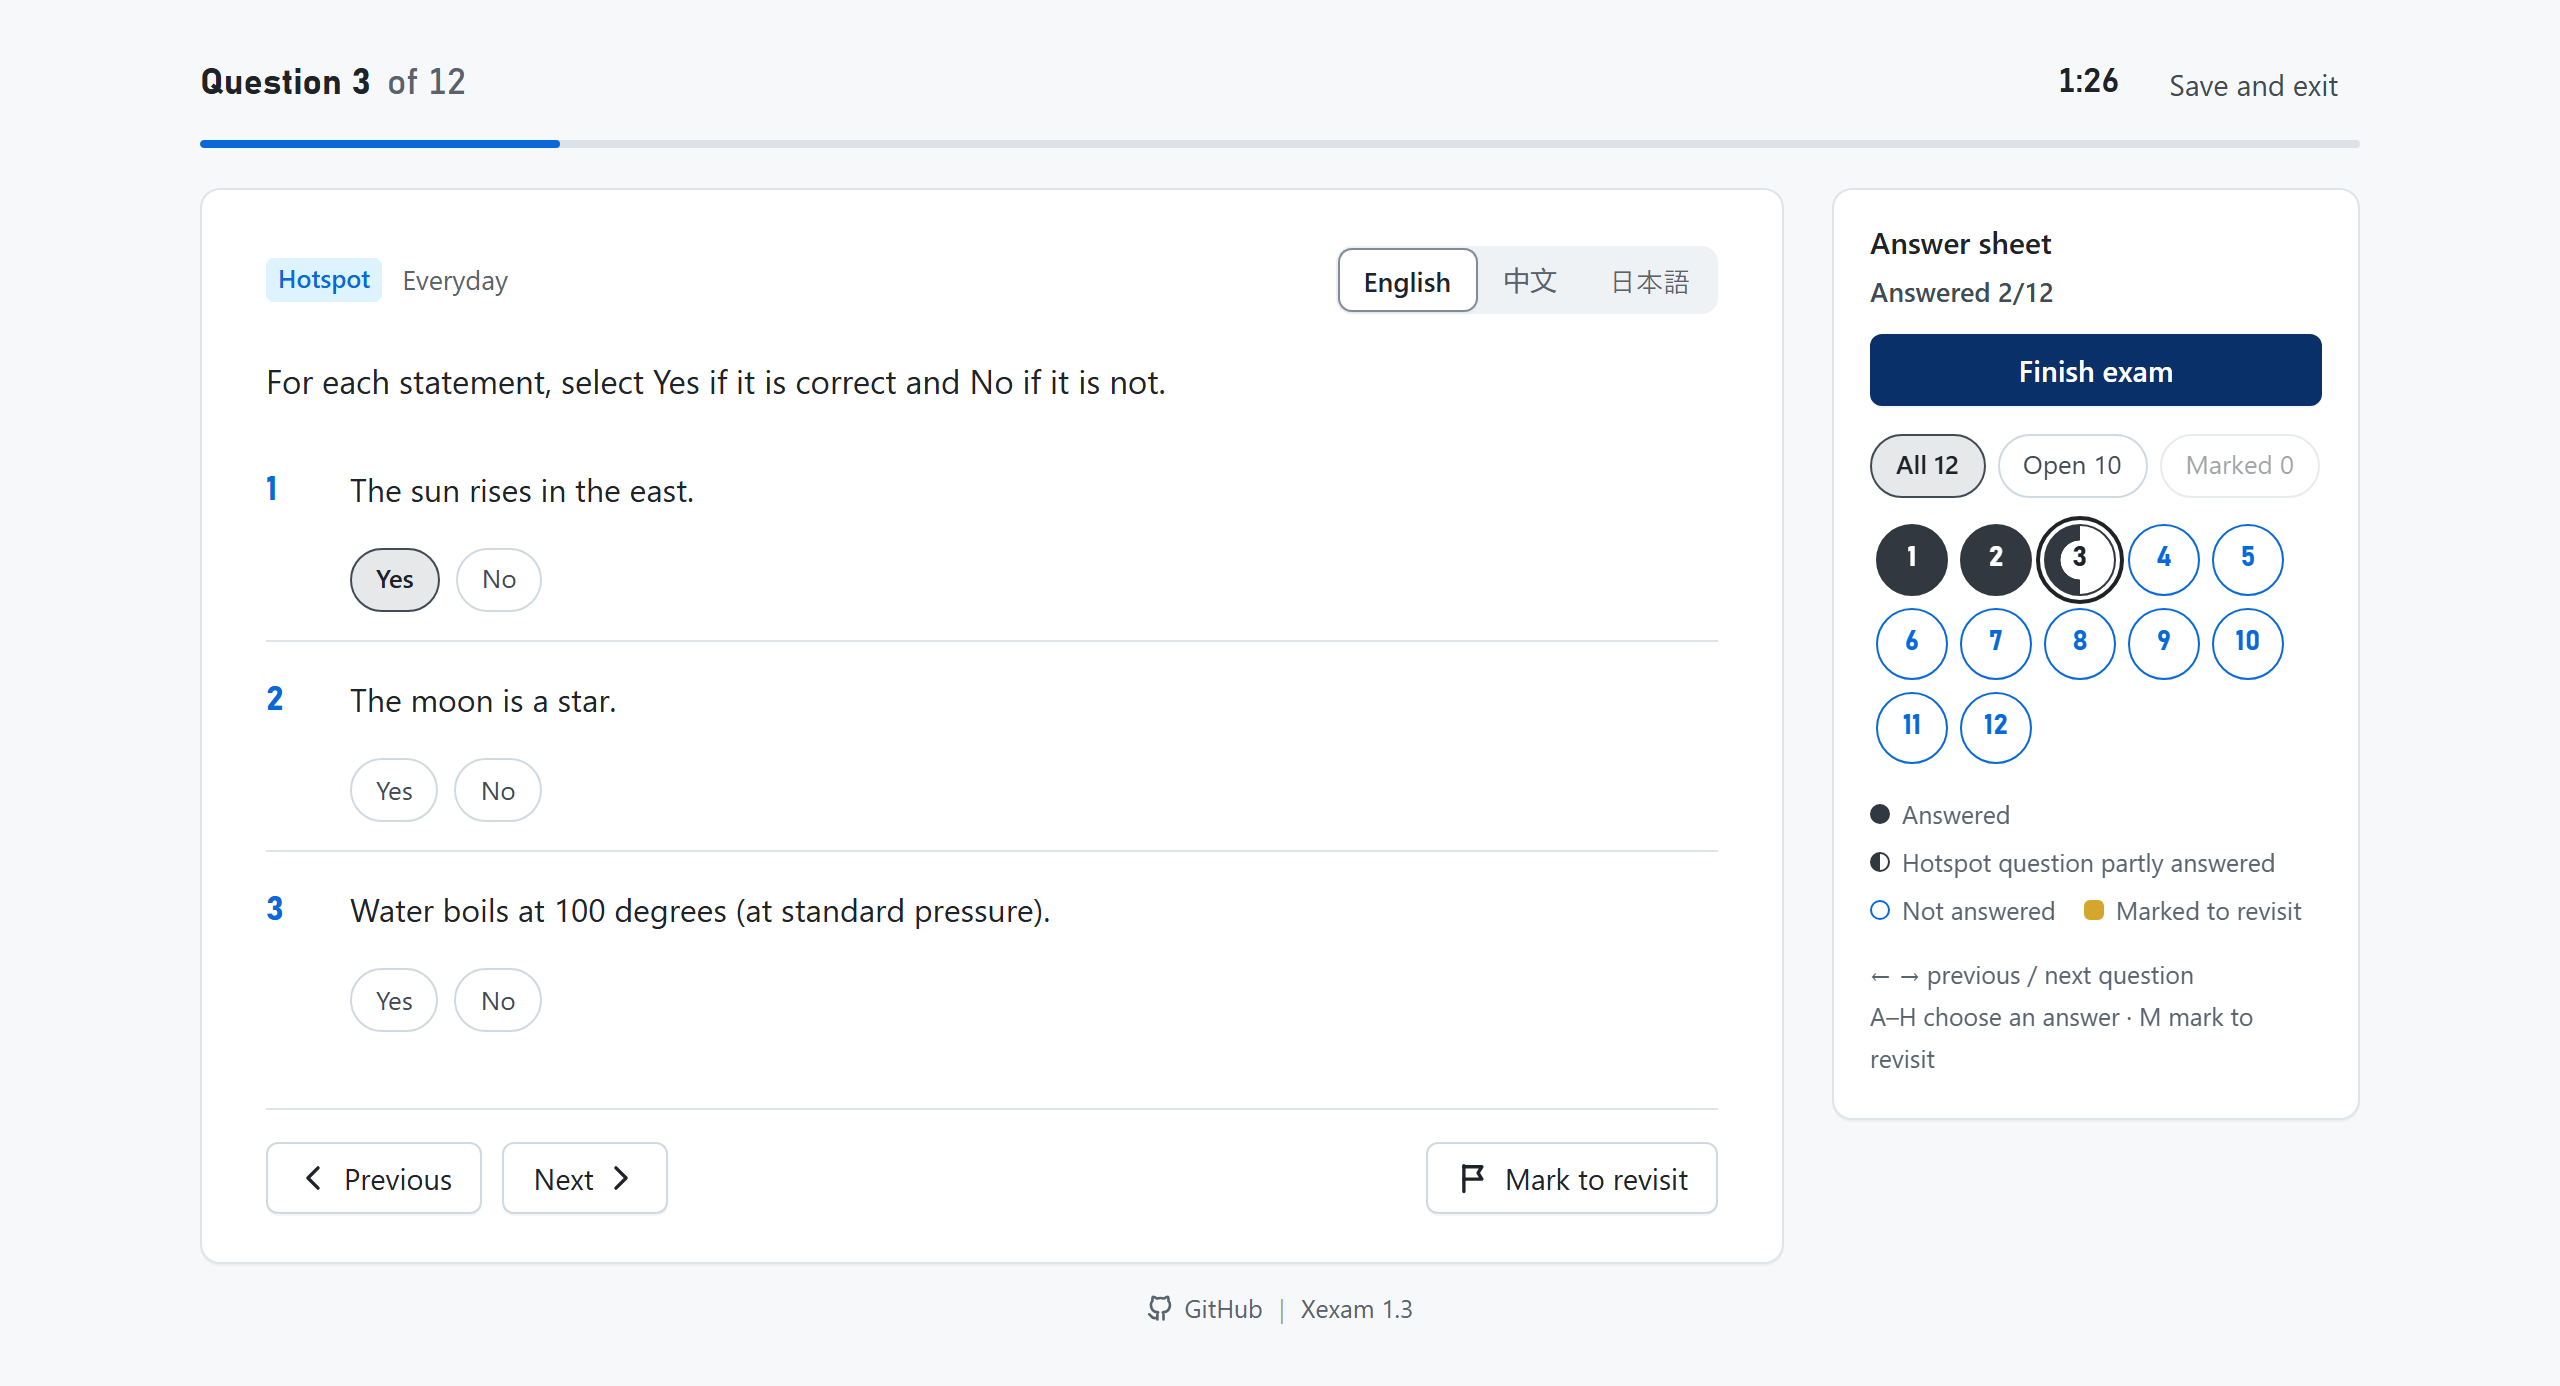 Question 3 of 12
1:26
Save and exit
Hotspot
Everyday
English
中文
日本語
For each statement, select Yes if it is correct and No if it is not.
1
The sun rises in the east.
Yes
No
2
The moon is a star.
Yes
No
3
Water boils at 100 degrees (at standard pressure).
Yes
No
Previous
Next
Mark to revisit
Answer sheet
Answered 2/12
Finish exam
All 12
Open 10
Marked 0
1 2 3 4 5
6 7 8 9 10
11 12
Answered
Hotspot question partly answered
Not answered
Marked to revisit
← → previous / next question
A–H choose an answer · M mark to
revisit
GitHub | Xexam 1.3